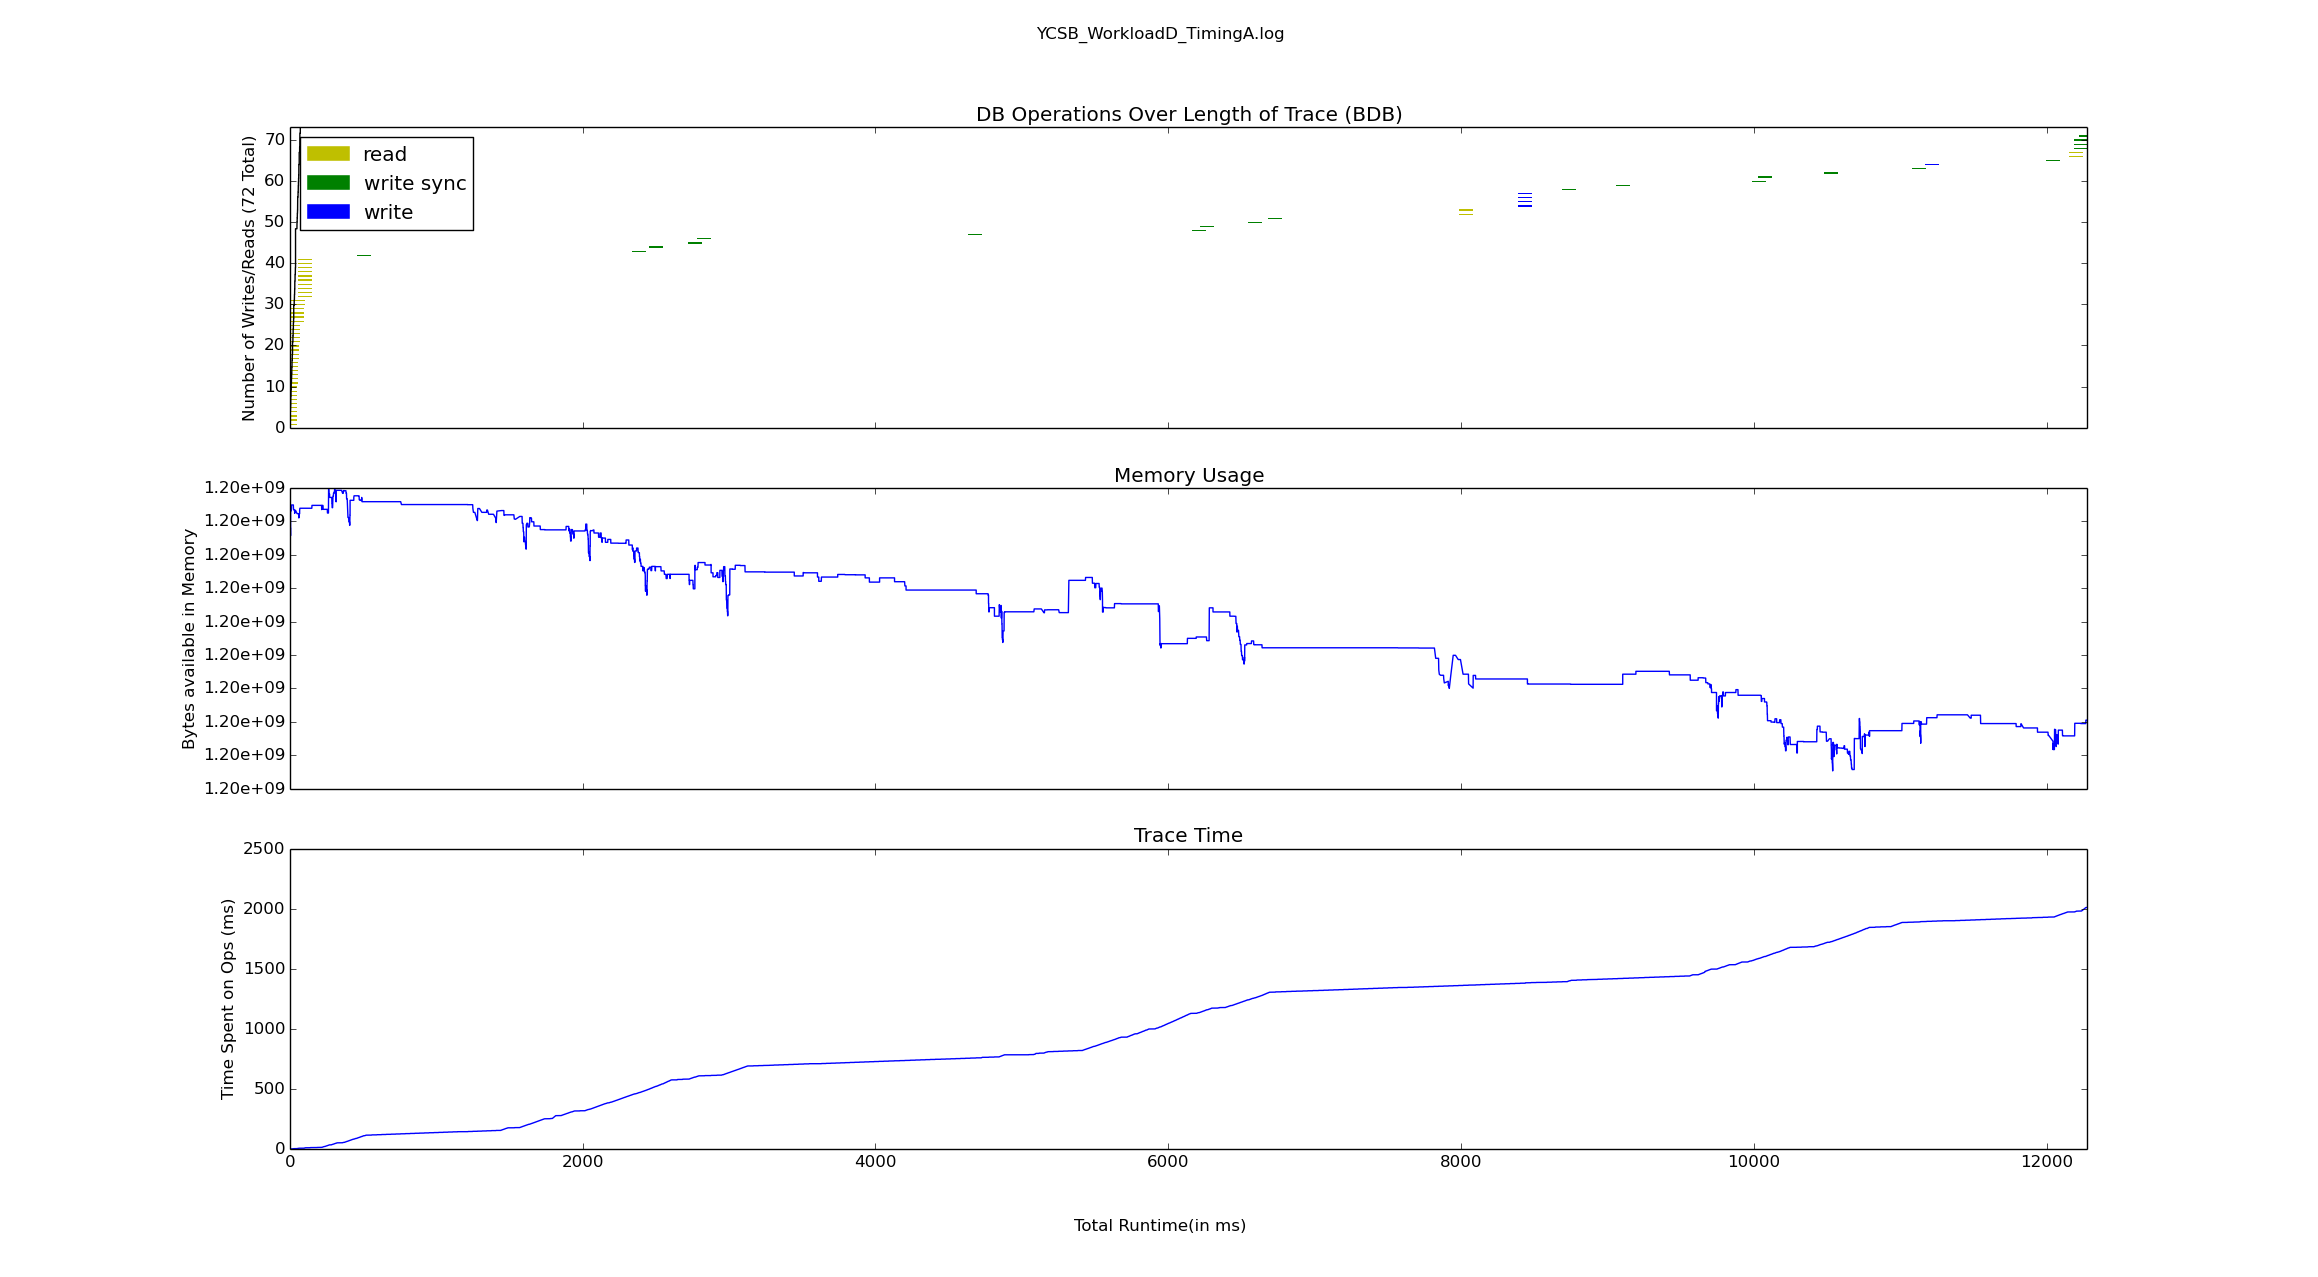 YCSB_WorkloadD_TimingA.log
DB Operations Over Length of Trace (BDB)
Number of Writes/Reads (72 Total)
70
60
50
40
30
20
10
0
read
write sync
write
Memory Usage
Bytes available in Memory
1.20e+09
1.20e+09
1.20e+09
1.20e+09
1.20e+09
1.20e+09
1.20e+09
1.20e+09
1.20e+09
1.20e+09
Trace Time
Time Spent on Ops (ms)
2500
2000
1500
1000
500
0
0 2000 4000 6000 8000 10000 12000
Total Runtime(in ms)